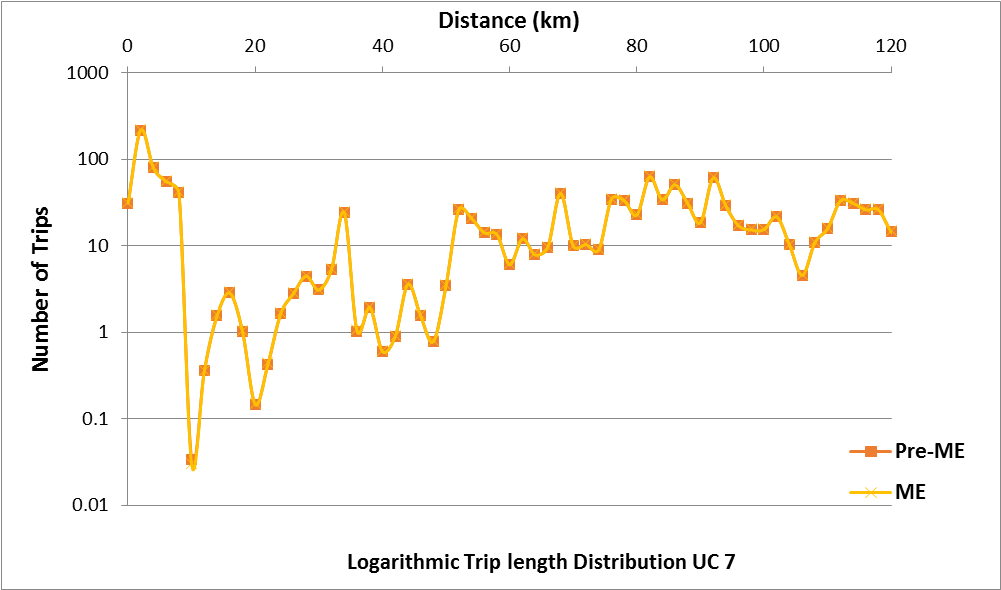 Distance (km)
0 20 40 60 80 100 120
1000
100
10
1
0.1
0.01
Number of Trips
Pre-ME
ME
Logarithmic Trip length Distribution UC 7